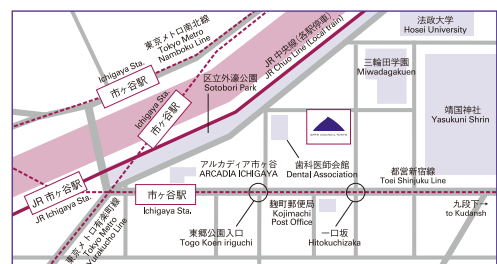 法政大学
Hosei University
東京メトロ南北線
Tokyo Metro
Namboku Line
JR 中央線（各駅停車）
JR Chuo Line (Local train)
三輪田学園
Miwadagakuen
Ichigaya Sta.
市ヶ谷駅
区立外濠公園
Sotobori Park
靖国神社
Yasukuni Shrin
Ichigaya Sta.
市ヶ谷駅
アルカディア市ヶ谷
ARCADIA ICHIGAYA
歯科医師会館
Dental Association
都営新宿線
Toei Shinjuku Line
JR 市ヶ谷駅
JR Ichigaya Sta.
市ヶ谷駅
Ichigaya Sta.
麹町郵便局
Kojimachi
Post Office
一口坂
Hitokuchizaka
九段下→
to Kudansh
東郷公園入口
Togo Koen iriguchi
東京メトロ有楽町線
Tokyo Metro
Yurakucho Line